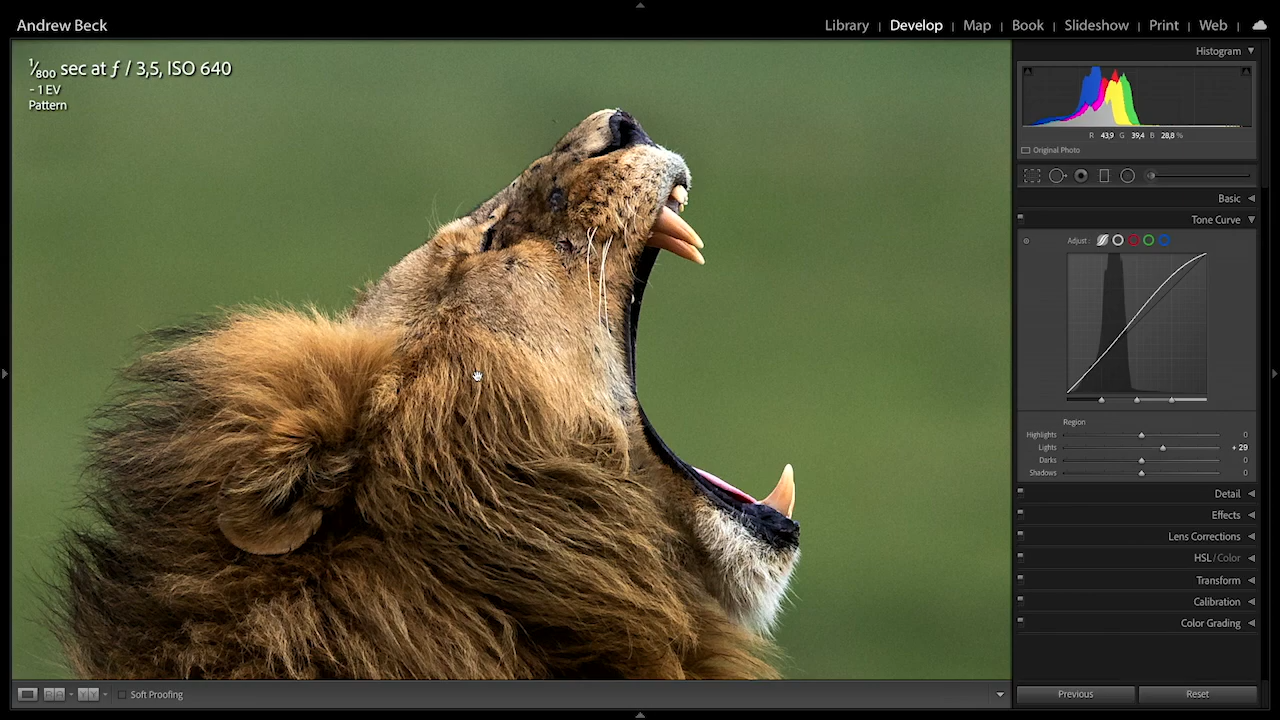 Andrew Beck
Library | Develop | Map | Book | Slideshow | Print | Web |
1/800 sec at ƒ / 3,5, ISO 640
- 1 EV
Pattern
Histogram
R 43,9 G 39,4 B 28,8 %
Original Photo
Basic
Tone Curve
Adjust :
Region
Highlights 0
Lights + 29
Darks 0
Shadows 0
Detail
Effects
Lens Corrections
HSL / Color
Transform
Calibration
Color Grading
Soft Proofing
Previous
Reset